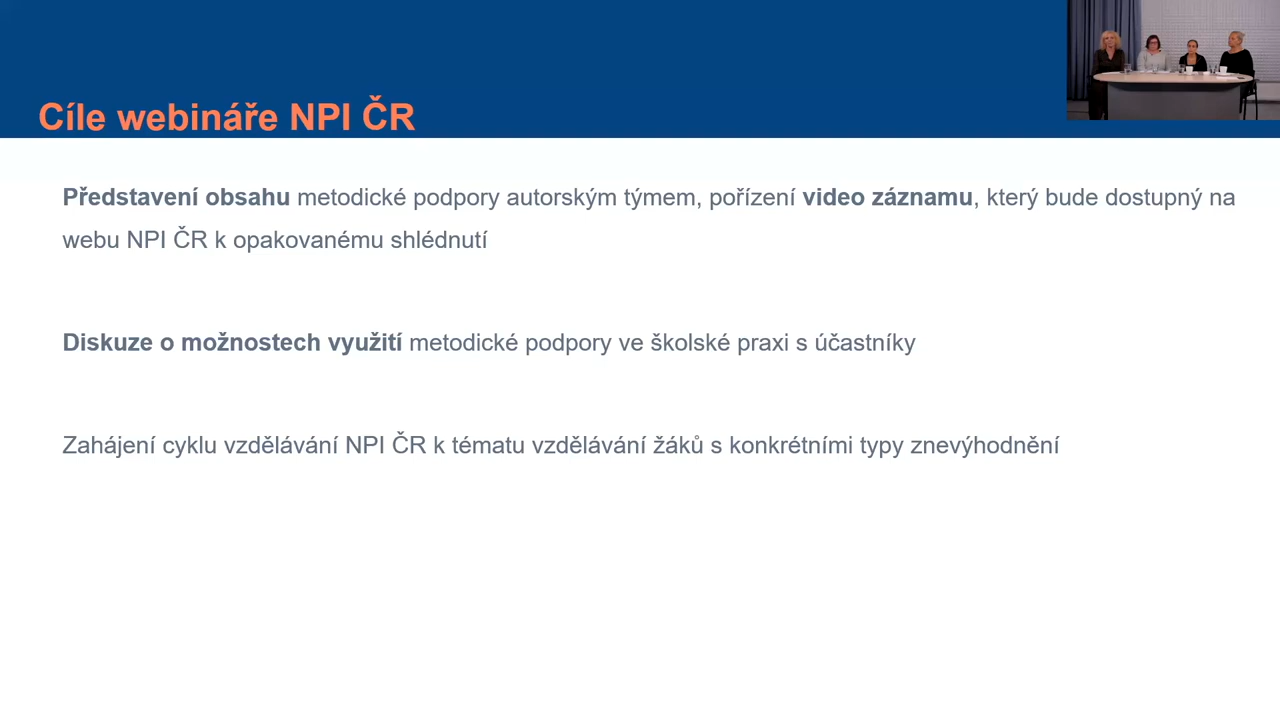 Cíle webináře NPI ČR
Představení obsahu metodické podpory autorským týmem, pořízení video záznamu, který bude dostupný na
webu NPI ČR k opakovanému shlédnutí
Diskuze o možnostech využití metodické podpory ve školské praxi s účastníky
Zahájení cyklu vzdělávání NPI ČR k tématu vzdělávání žáků s konkrétními typy znevýhodnění